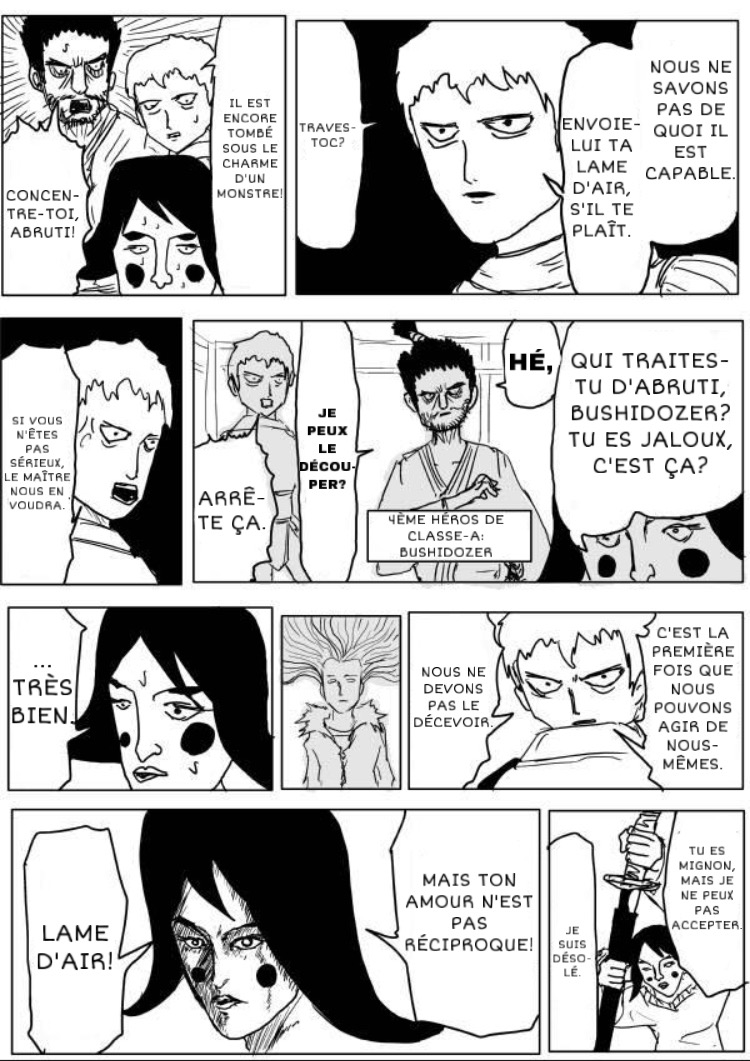 NOUS NE
SAVONS
PAS DE
QUOI IL
EST
CAPABLE.
ENVOIE-
LUI TA
LAME
D'AIR,
S'IL TE
PLAÎT.
TRAVES-
TOC?
IL EST
ENCORE
TOMBÉ
SOUS LE
CHARME
D'UN
MONSTRE!
CONCEN-
TRE-TOI,
ABRUTI!
QUI TRAITES-
TU D'ABRUTI,
BUSHIDOZER?
TU ES JALOUX,
C'EST ÇA?
HÉ,
4ÈME HÉROS DE
CLASSE-A:
BUSHIDOZER
JE
PEUX
LE
DÉCOU-
PER?
ARRÊ-
TE ÇA.
SI VOUS
N'ÊTES
PAS
SÉRIEUX,
LE MAÎTRE
NOUS EN
VOUDRA.
C'EST LA
PREMIÈRE
FOIS QUE
NOUS
POUVONS
AGIR DE
NOUS-
MÊMES.
NOUS NE
DEVONS
PAS LE
DÉCEVOIR.
...
TRÈS
BIEN.
TU ES
MIGNON,
MAIS JE
NE PEUX
PAS
ACCEPTER.
JE
SUIS
DÉSO-
LÉ.
MAIS TON
AMOUR N'EST
PAS
RÉCIPROQUE!
LAME
D'AIR!